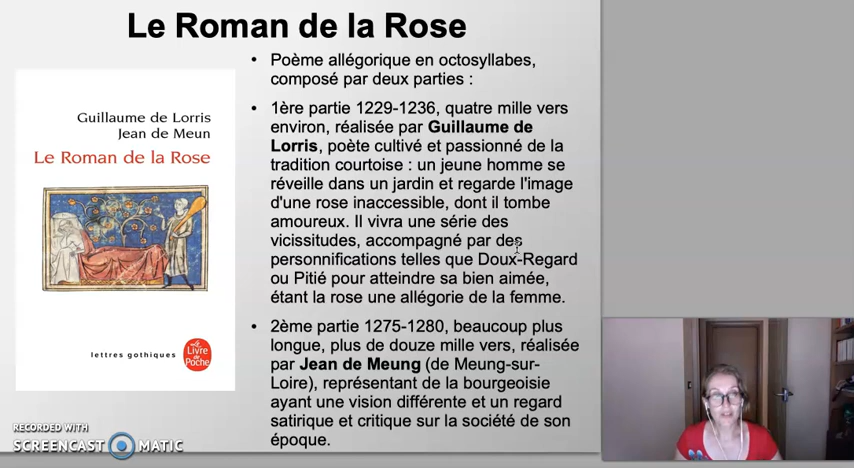 Le Roman de la Rose
Guillaume de Lorris
Jean de Meun
Le Roman de la Rose
lettres gothiques
Le
Livre
de
Poche
• Poème allégorique en octosyllabes,
composé par deux parties :
• 1ère partie 1229-1236, quatre mille vers
environ, réalisée par Guillaume de
Lorris, poète cultivé et passionné de la
tradition courtoise : un jeune homme se
réveille dans un jardin et regarde l'image
d'une rose inaccessible, dont il tombe
amoureux. Il vivra une série des
vicissitudes, accompagné par des
personnifications telles que Doux-Regard
ou Pitié pour atteindre sa bien aimée,
étant la rose une allégorie de la femme.
• 2ème partie 1275-1280, beaucoup plus
longue, plus de douze mille vers, réalisée
par Jean de Meung (de Meung-sur-
Loire), représentant de la bourgeoisie
ayant une vision différente et un regard
satirique et critique sur la société de son
époque.
RECORDED WITH
SCREENCAST MATIC